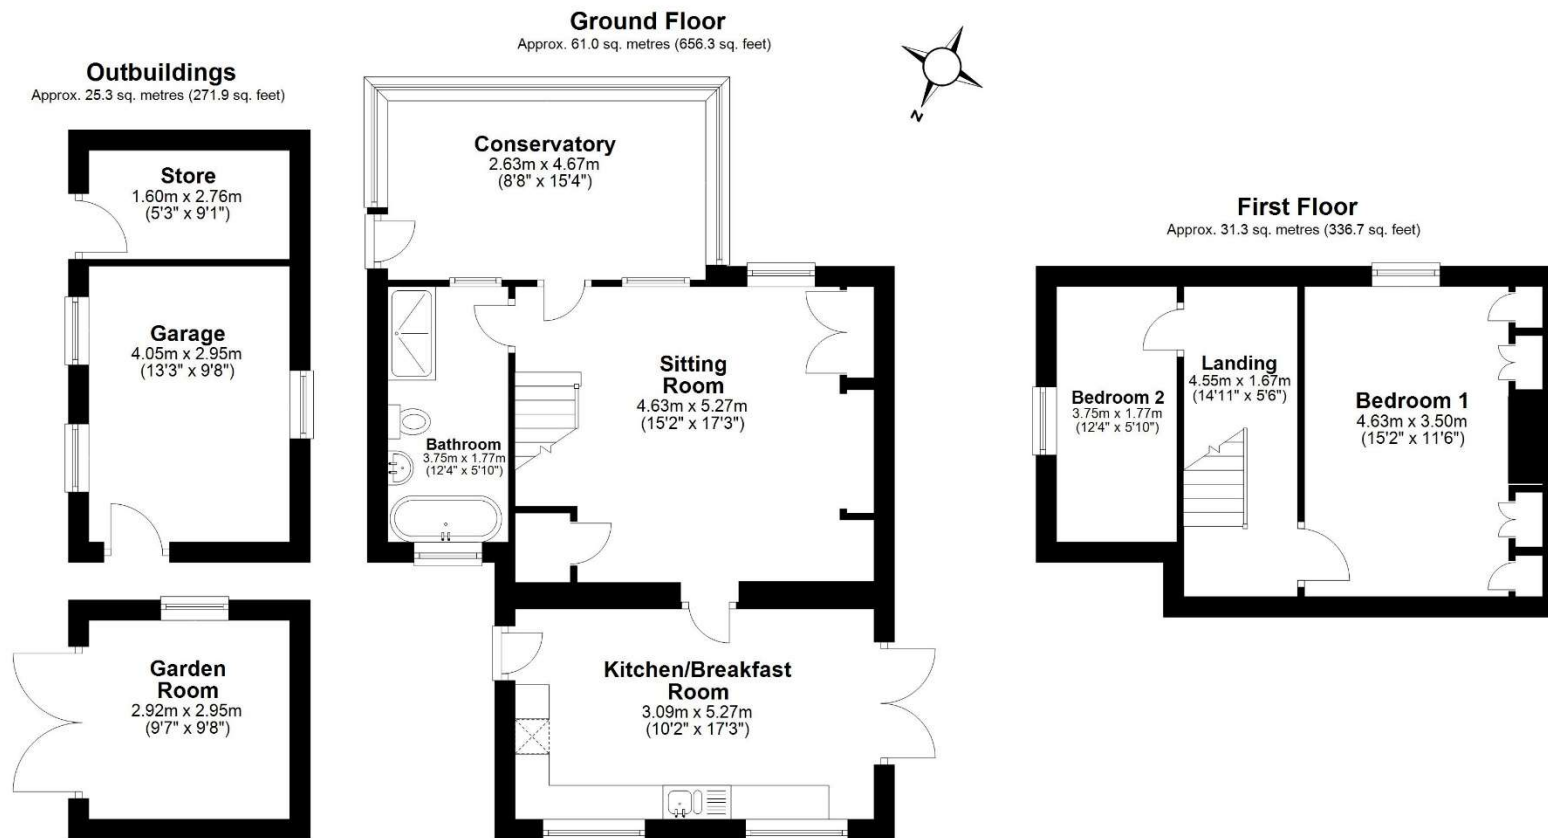 Ground Floor
Approx. 61.0 sq. metres (656.3 sq. feet)
Outbuildings
Approx. 25.3 sq. metres (271.9 sq. feet)
N
Store
1.60m x 2.76m
(5'3" x 9'1")
Garage
4.05m x 2.95m
(13'3" x 9'8")
Garden
Room
2.92m x 2.95m
(9'7" x 9'8")
Conservatory
2.63m x 4.67m
(8'8" x 15'4")
Sitting
Room
4.63m x 5.27m
(15'2" x 17'3")
Bathroom
3.75m x 1.77m
(12'4" x 5'10")
Kitchen/Breakfast
Room
3.09m x 5.27m
(10'2" x 17'3")
First Floor
Approx. 31.3 sq. metres (336.7 sq. feet)
Landing
4.55m x 1.67m
(14'11" x 5'6")
Bedroom 2
3.75m x 1.77m
(12'4" x 5'10")
Bedroom 1
4.63m x 3.50m
(15'2" x 11'6")